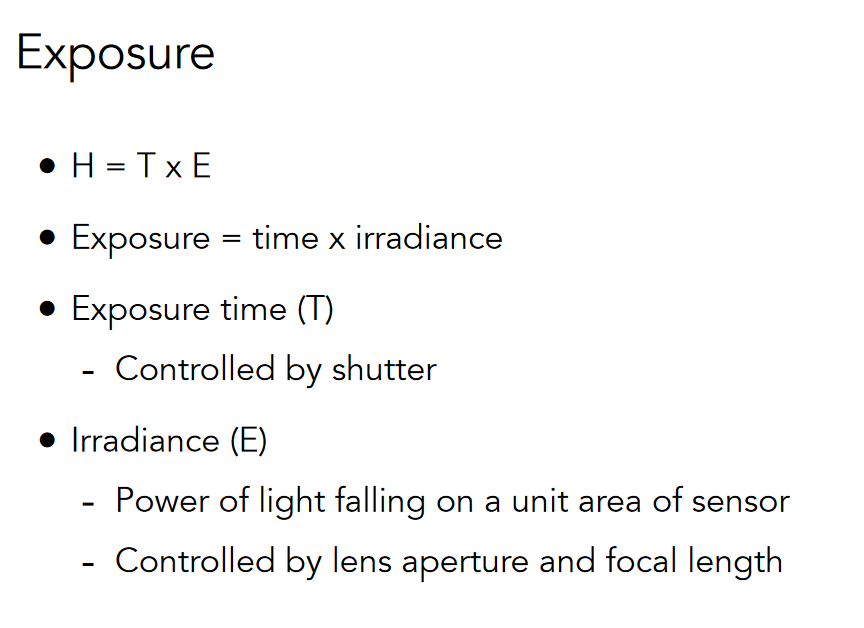 Exposure
● H = T x E
● Exposure = time x irradiance
● Exposure time (T)
- Controlled by shutter
● Irradiance (E)
- Power of light falling on a unit area of sensor
- Controlled by lens aperture and focal length